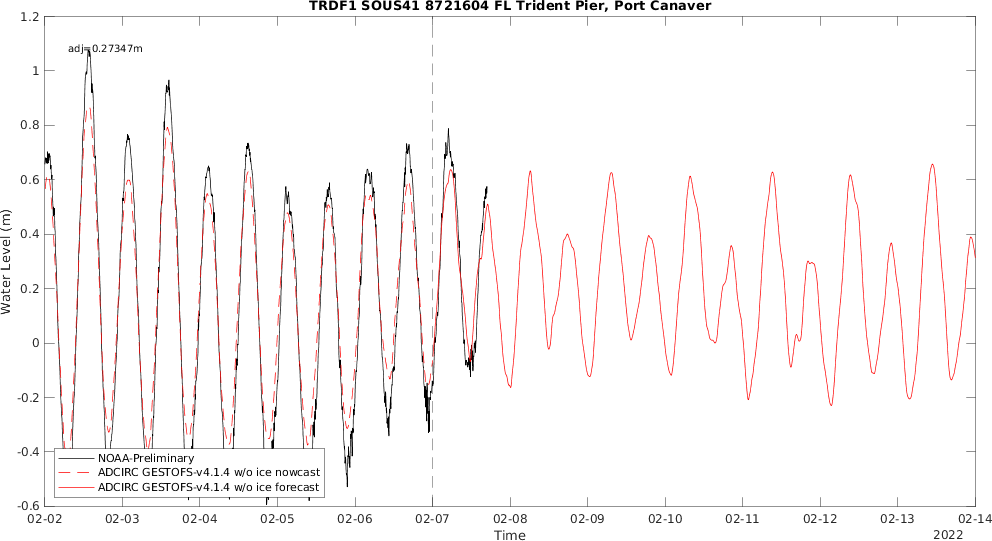 TRDF1 SOUS41 8721604 FL Trident Pier, Port Canaver
adj=0.27347m
1.2
1
0.8
0.6
0.4
0.2
0
-0.2
-0.4
-0.6
Water Level (m)
NOAA-Preliminary
ADCIRC GESTOFS-v4.1.4 w/o ice nowcast
ADCIRC GESTOFS-v4.1.4 w/o ice forecast
02-02 02-03 02-04 02-05 02-06 02-07 02-08 02-09 02-10 02-11 02-12 02-13 02-14
Time
2022